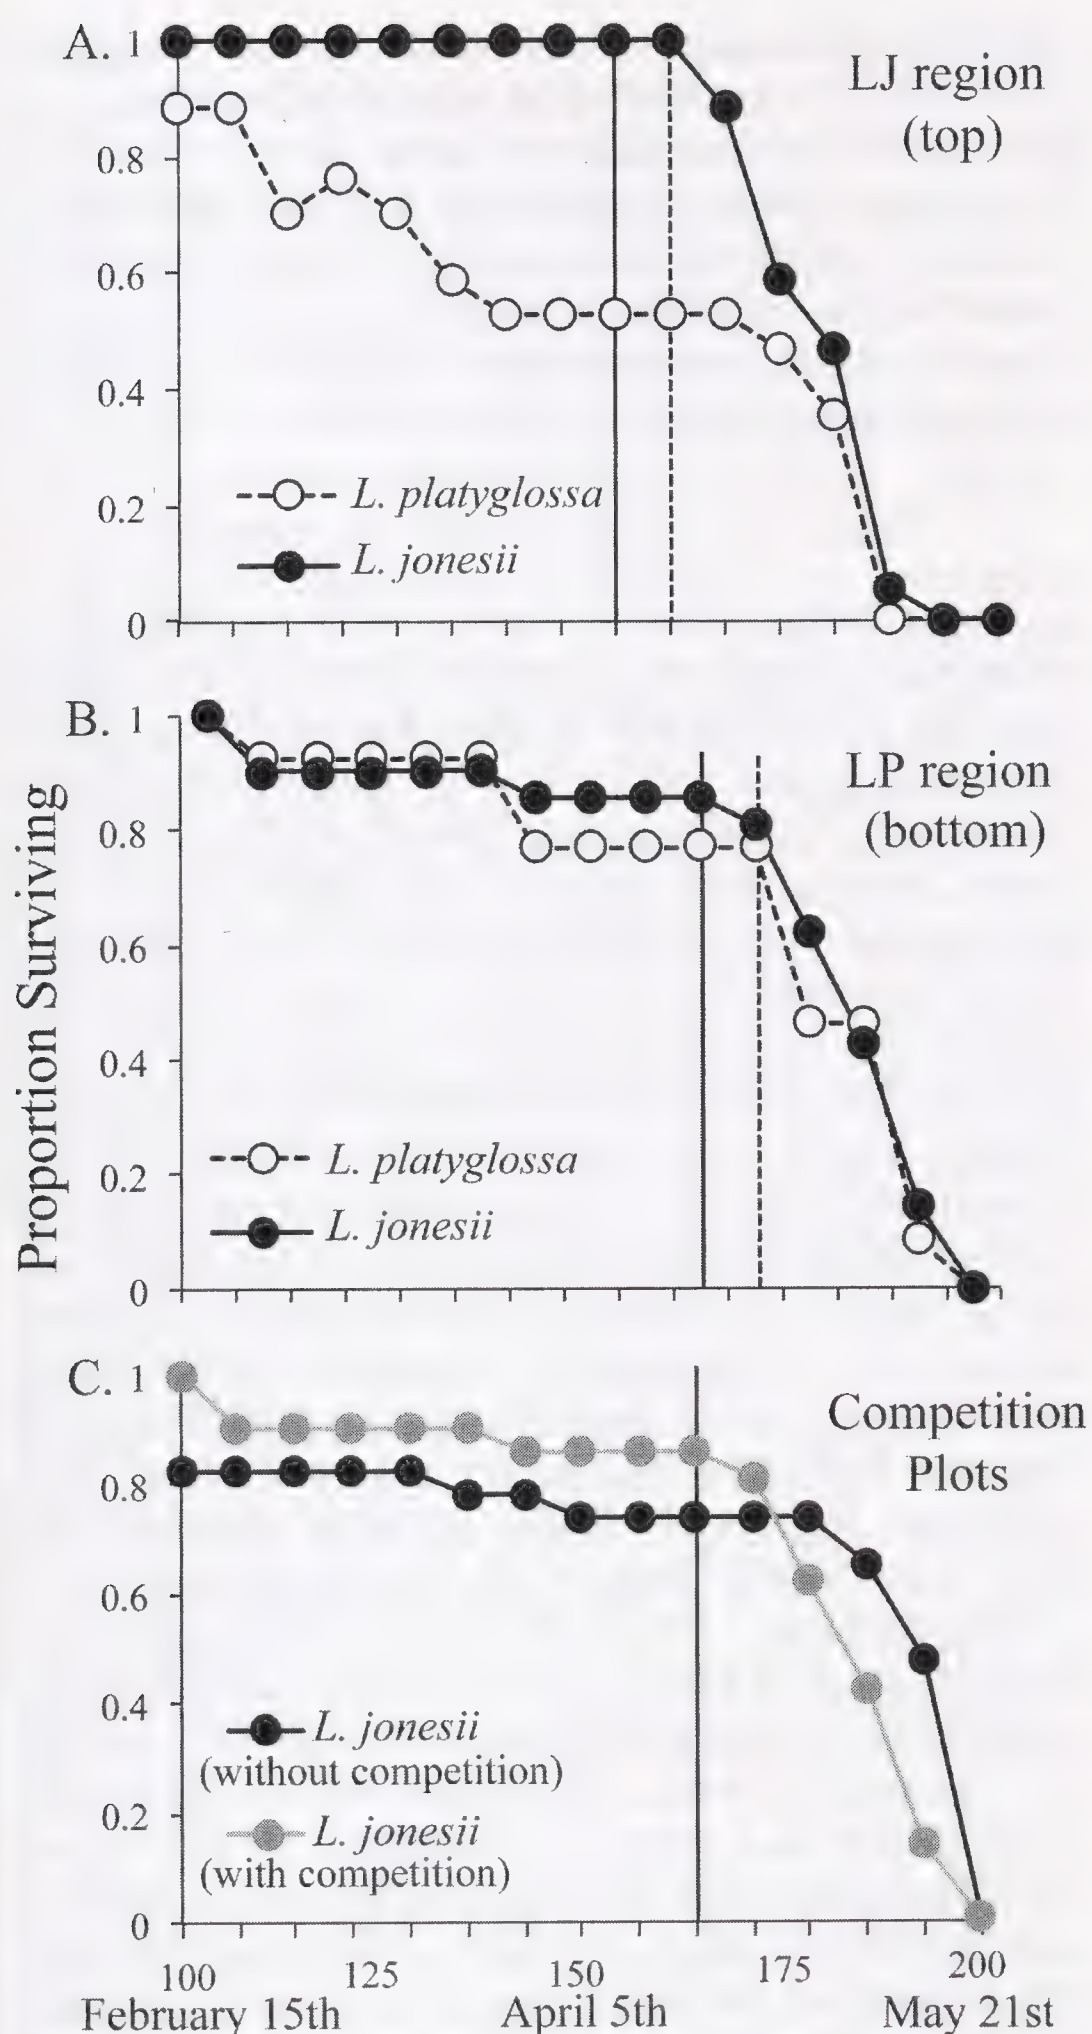 A.
1
0.8
0.6
0.4
0.2
0
LJ region
(top)
L. platyglossa
L. jonesii
B.
1
0.8
0.6
0.4
0.2
0
LP region
(bottom)
L. platyglossa
L. jonesii
Proportion Surviving
C.
1
0.8
0.6
0.4
0.2
0
Competition
Plots
L. jonesii
(without competition)
L. jonesii
(with competition)
100 125 150 175 200
February 15th April 5th May 21st